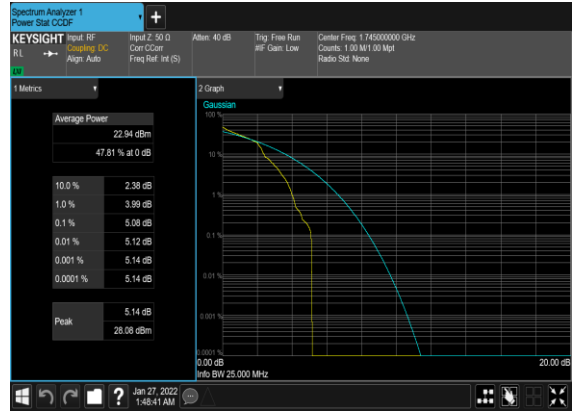 Spectrum Analyzer 1
Power Stat CCDF
KEYSIGHT
RL
Input: RF
Coupling: DC
Align: Auto
Input Z: 50 Ω
Corr CCorr
Freq Ref: Int (S)
Atten: 40 dB
Trig: Free Run
#IF Gain: Low
Center Freq: 1.745000000 GHz
Counts: 1.00 M/1.00 Mpt
Radio Std: None
1 Metrics
Average Power
22.94 dBm
47.81 % at 0 dB
10.0 % 2.38 dB
1.0 % 3.99 dB
0.1 % 5.08 dB
0.01 % 5.12 dB
0.001 % 5.14 dB
0.0001 % 5.14 dB
Peak
5.14 dB
28.08 dBm
2 Graph
Gaussian
100 %
10 %
1 %
0.1 %
0.01 %
0.001 %
0.0001 %
0.00 dB
20.00 dB
Info BW 25.000 MHz
?
Jan 27, 2022
1:48:41 AM